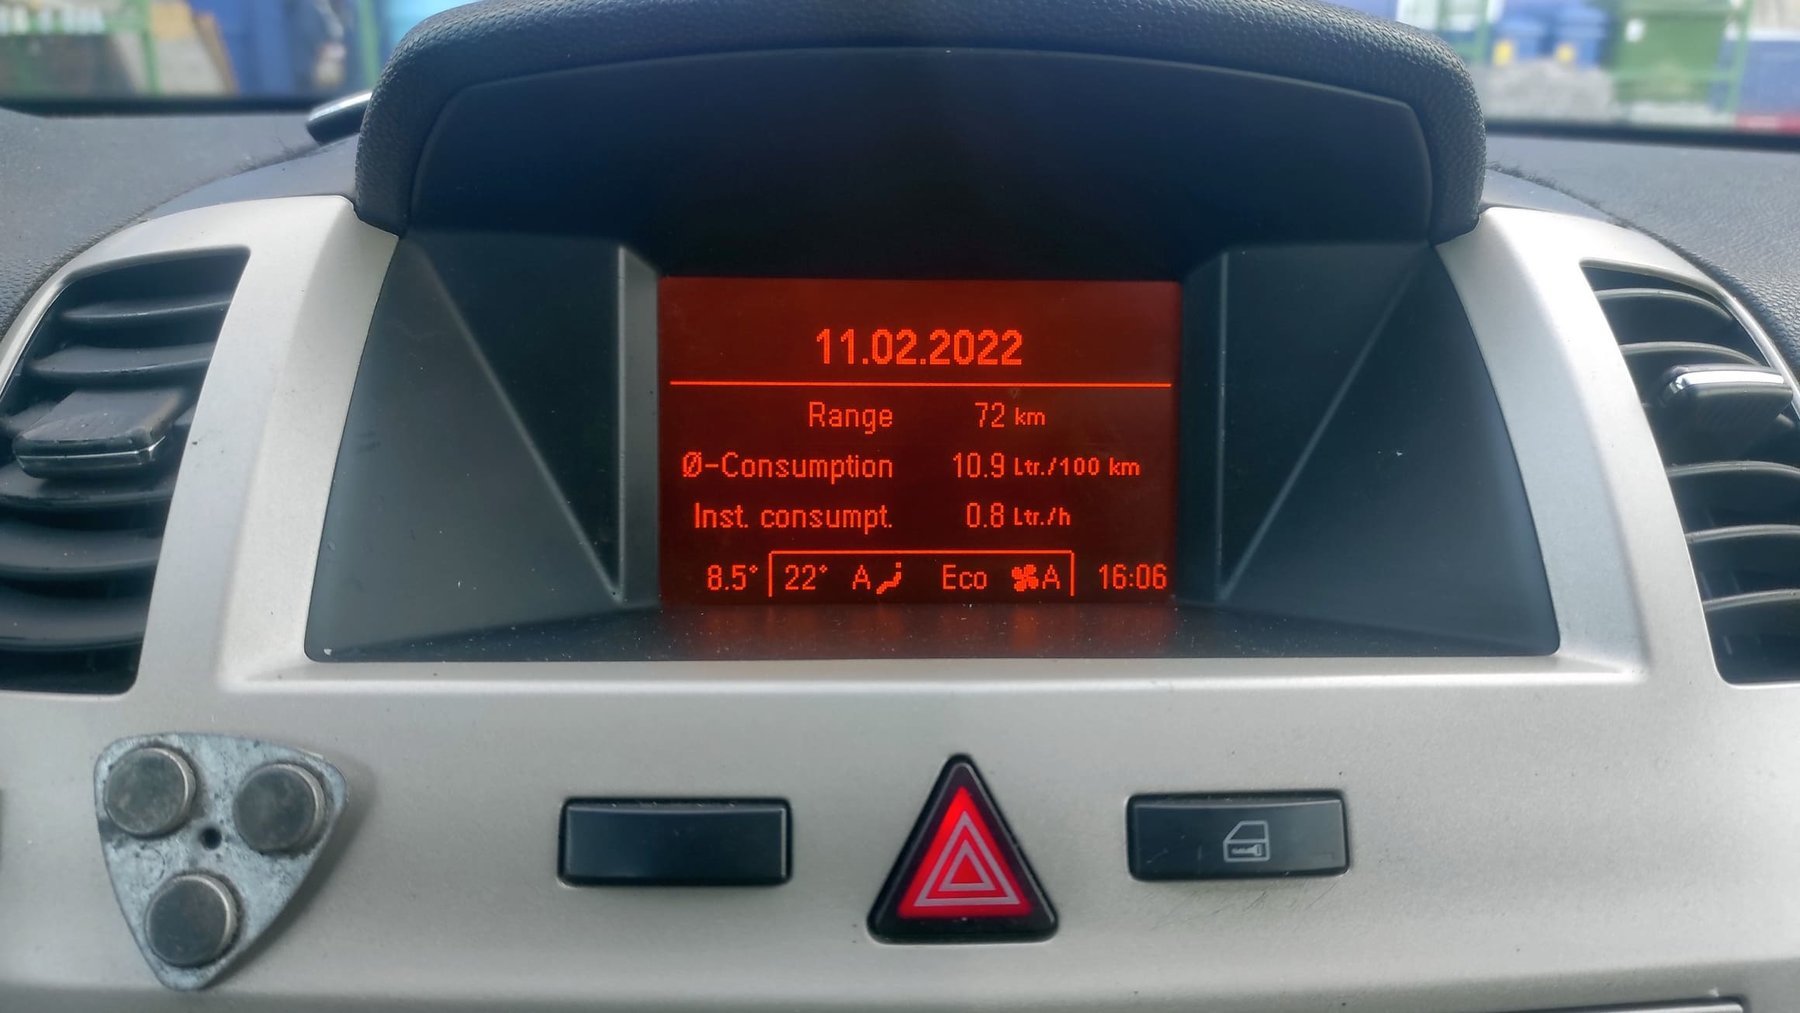 11.02.2022
Range 72 km
Ø-Consumption 10.9 Ltr./100 km
Inst. consumpt. 0.8 Ltr./h
8.5° 22° A Eco A 16:06